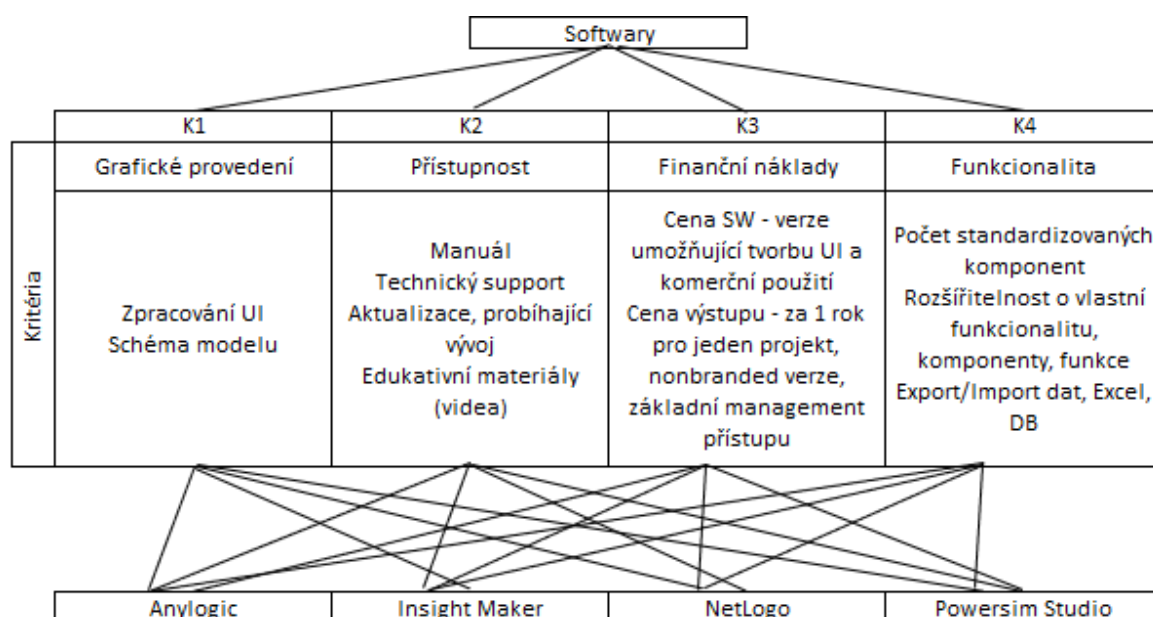 Softwary
K1
K2
K3
K4
Kritéria
Grafické provedení
Přístupnost
Finanční náklady
Funkcionalita
Zpracování UI
Schéma modelu
Manuál
Technický support
Aktualizace, probíhající
vývoj
Edukativní materiály
(videa)
Cena SW - verze
umožňující tvorbu UI a
komerční použití
Cena výstupu - za 1 rok
pro jeden projekt,
nonbranded verze,
základní management
přístupu
Počet standardizovaných
komponent
Rozšířitelnost o vlastní
funkcionalitu,
komponenty, funkce
Export/Import dat, Excel,
DB
Anylogic
Insight Maker
NetLogo
Powersim Studio